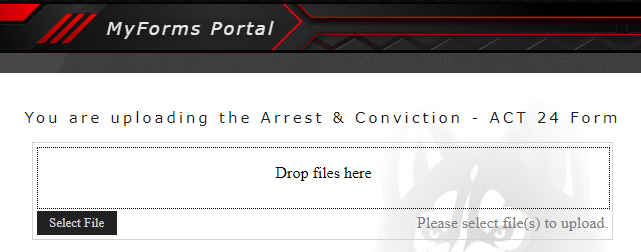 MyForms Portal
You are uploading the Arrest & Conviction - ACT 24 Form
Drop files here
Select File
Please select file(s) to upload.